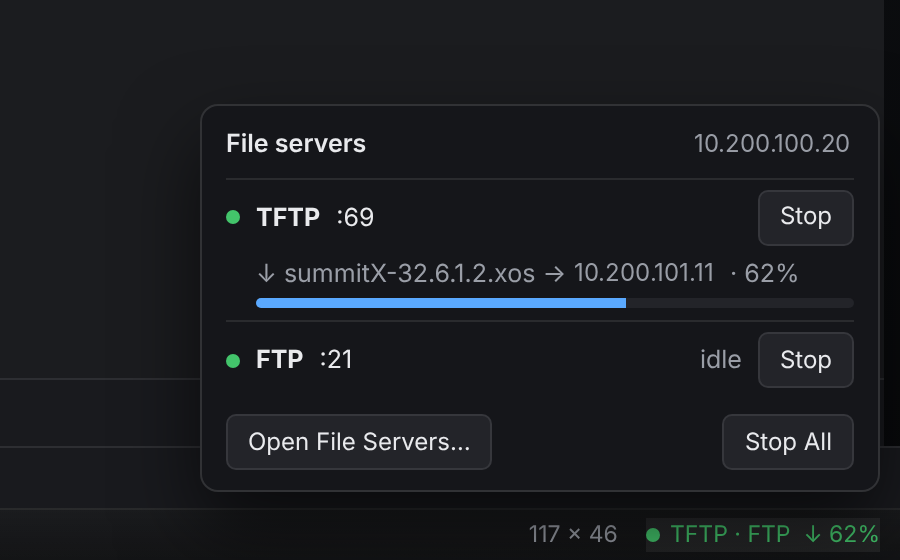 File servers 10.200.100.20
TFTP :69 Stop
↓ summitX-32.6.1.2.xos → 10.200.101.11 · 62%
FTP :21 idle Stop
Open File Servers... Stop All
117 × 46 TFTP · FTP ↓ 62%